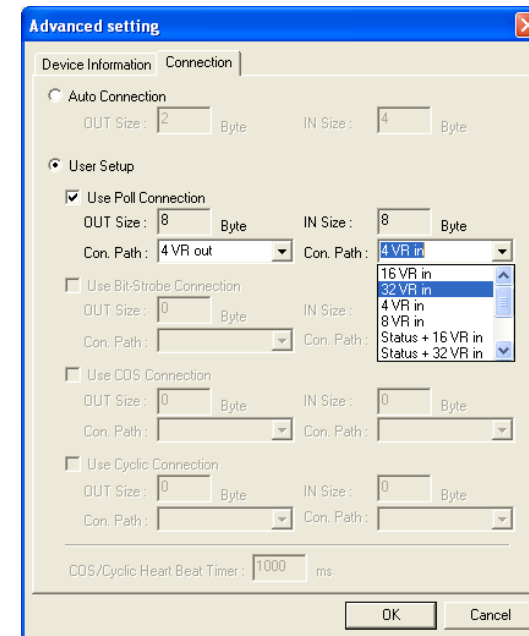 Advanced setting
Device Information Connection
Auto Connection
OUT Size : 2 Byte IN Size : 4 Byte
User Setup
Use Poll Connection
OUT Size : 8 Byte IN Size : 8 Byte
Con. Path : 4 VR out Con. Path : 4 VR in
16 VR in
32 VR in
4 VR in
8 VR in
Status + 16 VR in
Status + 32 VR in
Use Bit-Strobe Connection
OUT Size : 0 Byte IN Size :
Con. Path : Con. Path :
Use COS Connection
OUT Size : 0 Byte IN Size : 0 Byte
Con. Path : Con. Path :
Use Cyclic Connection
OUT Size : 0 Byte IN Size : 0 Byte
Con. Path : Con. Path :
COS/Cyclic Heart Beat Timer : 1000 ms
OK Cancel